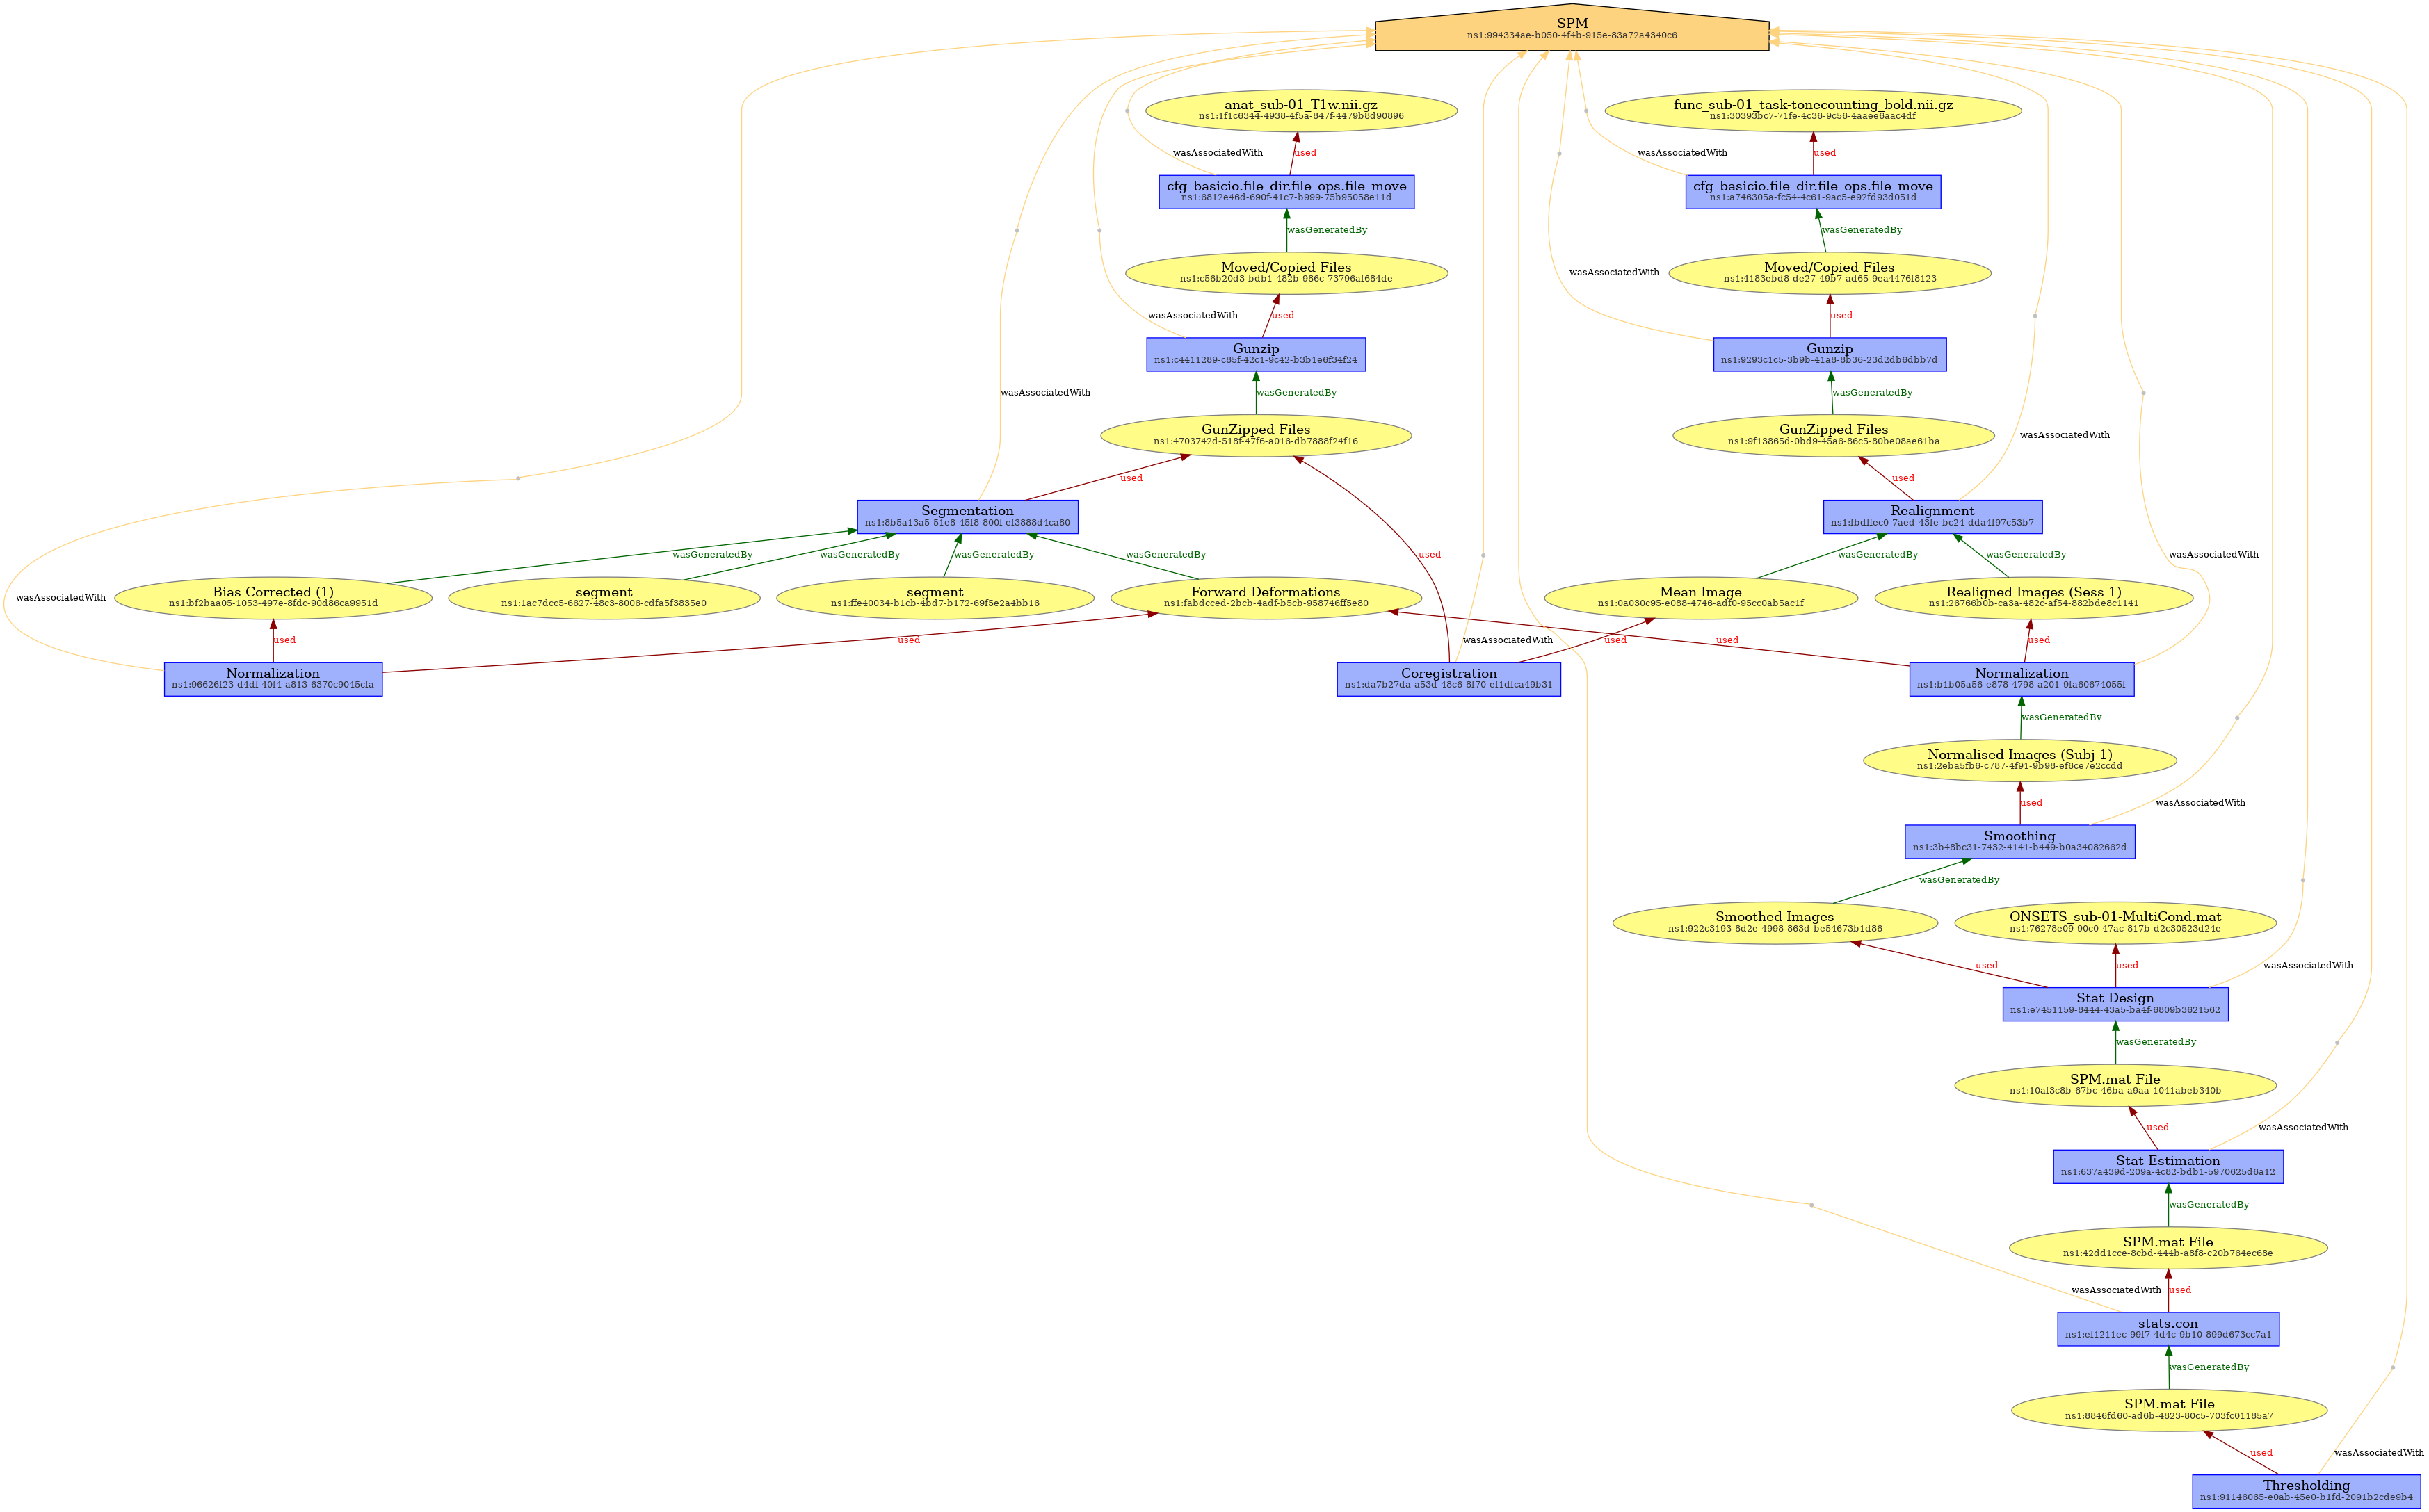 SPM
ns1:994334ae-b050-4f4b-915e-83a72a4340c6
anat_sub-01_T1w.nii.gz
ns1:1f1c6344-4938-4f5a-847f-4479b8d90896
func_sub-01_task-tonecounting_bold.nii.gz
ns1:30393bc7-71fe-4c36-9c56-4aaee6aac4df
wasAssociatedWith
used
wasAssociatedWith
used
cfg_basicio.file_dir.file_ops.file_move
ns1:6812e46d-690f-41c7-b999-75b95058e11d
cfg_basicio.file_dir.file_ops.file_move
ns1:a746305a-fc54-4c61-9ac5-e92fd93d051d
wasGeneratedBy
wasGeneratedBy
Moved/Copied Files
ns1:c56b20d3-bdb1-482b-986c-73796af684de
wasAssociatedWith
Moved/Copied Files
ns1:4183ebd8-de27-49b7-ad65-9ea4476f8123
wasAssociatedWith
used
used
Gunzip
ns1:c4411289-c85f-42c1-9c42-b3b1e6f34f24
Gunzip
ns1:9293c1c5-3b9b-41a8-8b36-23d2db6dbb7d
wasAssociatedWith
wasGeneratedBy
wasGeneratedBy
GunZipped Files
ns1:4703742d-518f-47f6-a016-db7888f24f16
GunZipped Files
ns1:9f13865d-0bd9-45a6-86c5-80be08ae61ba
wasAssociatedWith
used
used
Segmentation
ns1:8b5a13a5-51e8-45f8-800f-ef3888d4ca80
Realignment
ns1:fbdffec0-7aed-43fe-bc24-dda4f97c53b7
wasGeneratedBy
wasGeneratedBy
wasGeneratedBy
wasGeneratedBy
used
wasGeneratedBy
wasGeneratedBy
wasAssociatedWith
wasAssociatedWith
Bias Corrected (1)
ns1:bf2baa05-1053-497e-8fdc-90d86ca9951d
segment
ns1:1ac7dcc5-6627-48c3-8006-cdfa5f3835e0
segment
ns1:ffe40034-b1cb-4bd7-b172-69f5e2a4bb16
Forward Deformations
ns1:fabdcced-2bcb-4adf-b5cb-958746ff5e80
Mean Image
ns1:0a030c95-e088-4746-adf0-95cc0ab5ac1f
Realigned Images (Sess 1)
ns1:26766b0b-ca3a-482c-af54-882bde8c1141
used
used
wasAssociatedWith
used
used
used
Normalization
ns1:96626f23-d4df-40f4-a813-6370c9045cfa
Coregistration
ns1:da7b27da-a53d-48c6-8f70-ef1dfca49b31
Normalization
ns1:b1b05a56-e878-4798-a201-9fa60674055f
wasGeneratedBy
Normalised Images (Subj 1)
ns1:2eba5fb6-c787-4f91-9b98-ef6ce7e2ccdd
used
wasAssociatedWith
Smoothing
ns1:3b48bc31-7432-4141-b449-b0a34082662d
wasGeneratedBy
Smoothed Images
ns1:922c3193-8d2e-4998-863d-be54673b1d86
ONSETS_sub-01-MultiCond.mat
ns1:76278e09-90c0-47ac-817b-d2c30523d24e
used
used
wasAssociatedWith
Stat Design
ns1:e7451159-8444-43a5-ba4f-6809b3621562
wasGeneratedBy
SPM.mat File
ns1:10af3c8b-67bc-46ba-a9aa-1041abeb340b
used
wasAssociatedWith
Stat Estimation
ns1:637a439d-209a-4c82-bdb1-5970625d6a12
wasGeneratedBy
SPM.mat File
ns1:42dd1cce-8cbd-444b-a8f8-c20b764ec68e
wasAssociatedWith
used
stats.con
ns1:ef1211ec-99f7-4d4c-9b10-899d673cc7a1
wasGeneratedBy
SPM.mat File
ns1:8846fd60-ad6b-4823-80c5-703fc01185a7
used
wasAssociatedWith
Thresholding
ns1:91146065-e0ab-45e0-b1fd-2091b2cde9b4